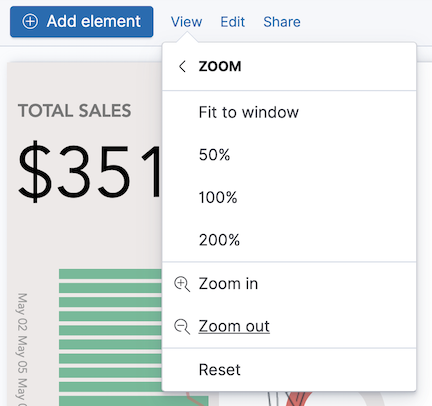 Add element View Edit Share
ZOOM
TOTAL SALES
Fit to window
$351
50%
100%
200%
Zoom in
Zoom out
Reset
May 02 May 05 May 0